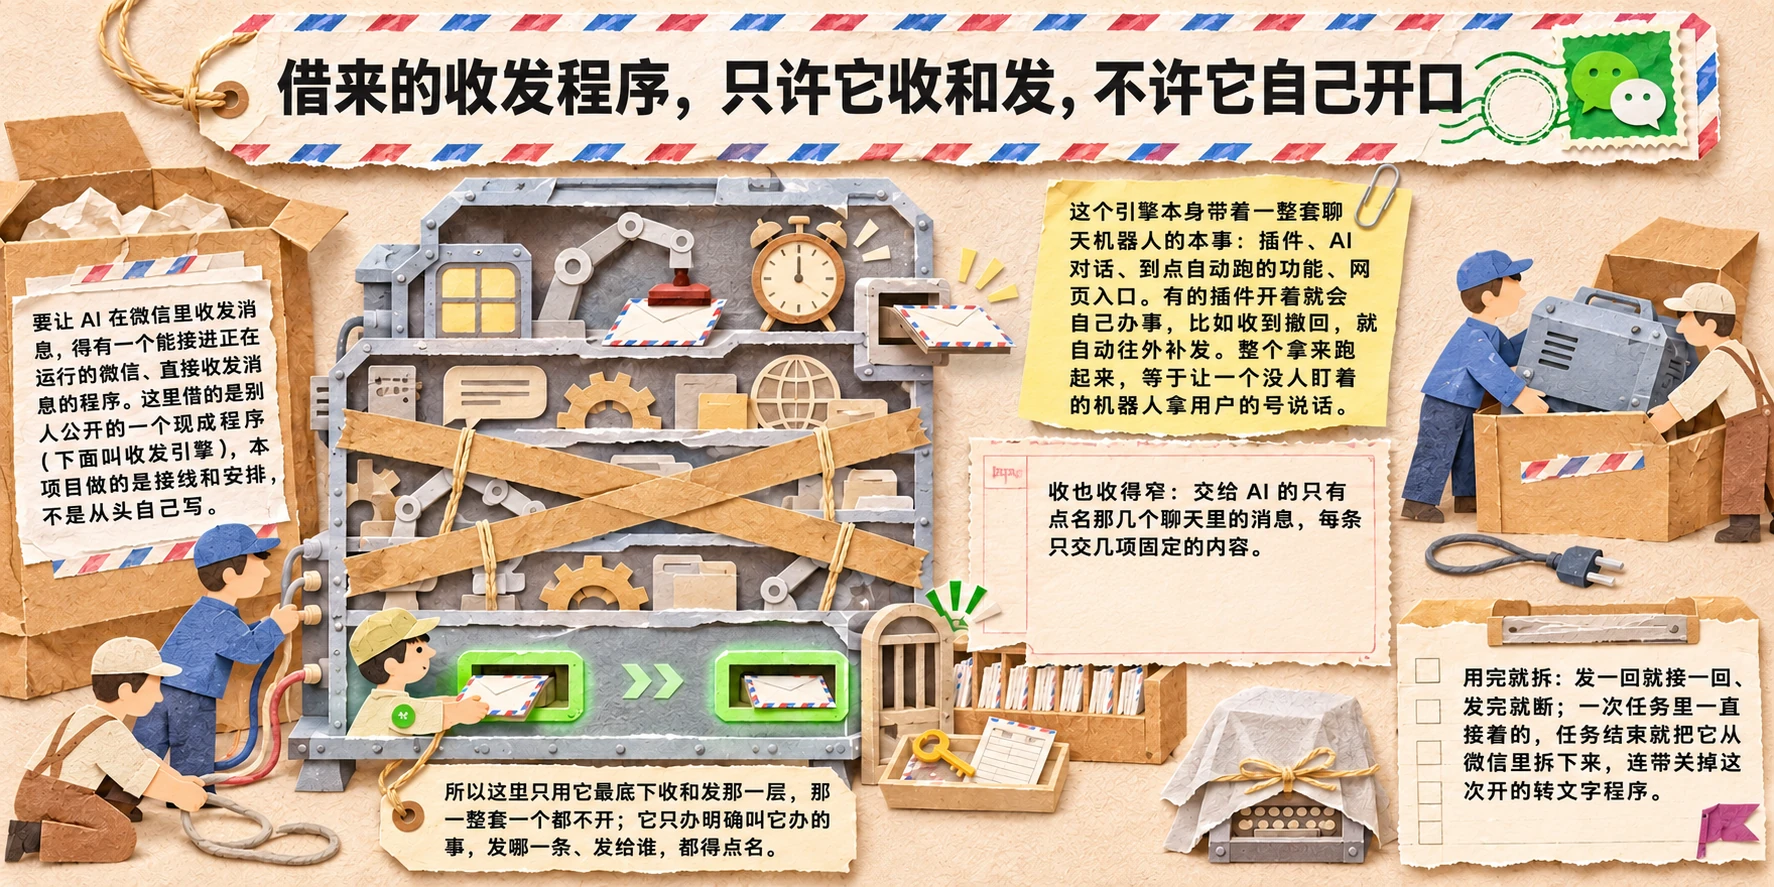 借来的收发程序，只许它收和发，不许它自己开口
要让 AI 在微信里收发消
息，得有一个能接进正在
运行的微信、直接收发消
息的程序。这里借的是别
人公开的一个现成程序
（下面叫收发引擎），本
项目做的是接线和安排，
不是从头自己写。
这个引擎本身带着一整套聊
天机器人的本事：插件、AI
对话、到点自动跑的功能、网
页入口。有的插件开着就会
自己办事，比如收到撤回，就
自动往外补发。整个拿来跑
起来，等于让一个没人盯着
的机器人拿用户的号说话。
收也收得窄：交给 AI 的只有
点名那几个聊天里的消息，每条
只交几项固定的内容。
所以这里只用它最底下收和发那一层，那
一整套一个都不开；它只办明确叫它办的
事，发哪一条、发给谁，都得点名。
用完就拆：发一回就接一回、
发完就断；一次任务里一直
接着的，任务结束就把它从
微信里拆下来，连带关掉这
次开的转文字程序。